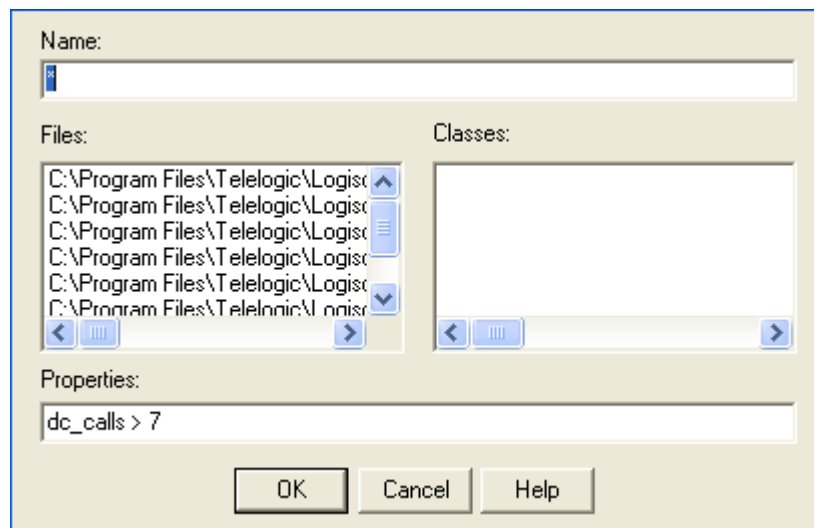 Name:
*
Files:
Classes:
C:\Program Files\Telelogic\Logisc
C:\Program Files\Telelogic\Logisc
C:\Program Files\Telelogic\Logisc
C:\Program Files\Telelogic\Logisc
C:\Program Files\Telelogic\Logisc
C:\Program Files\Telelogic\Logisc
Properties:
dc_calls > 7
OK Cancel Help